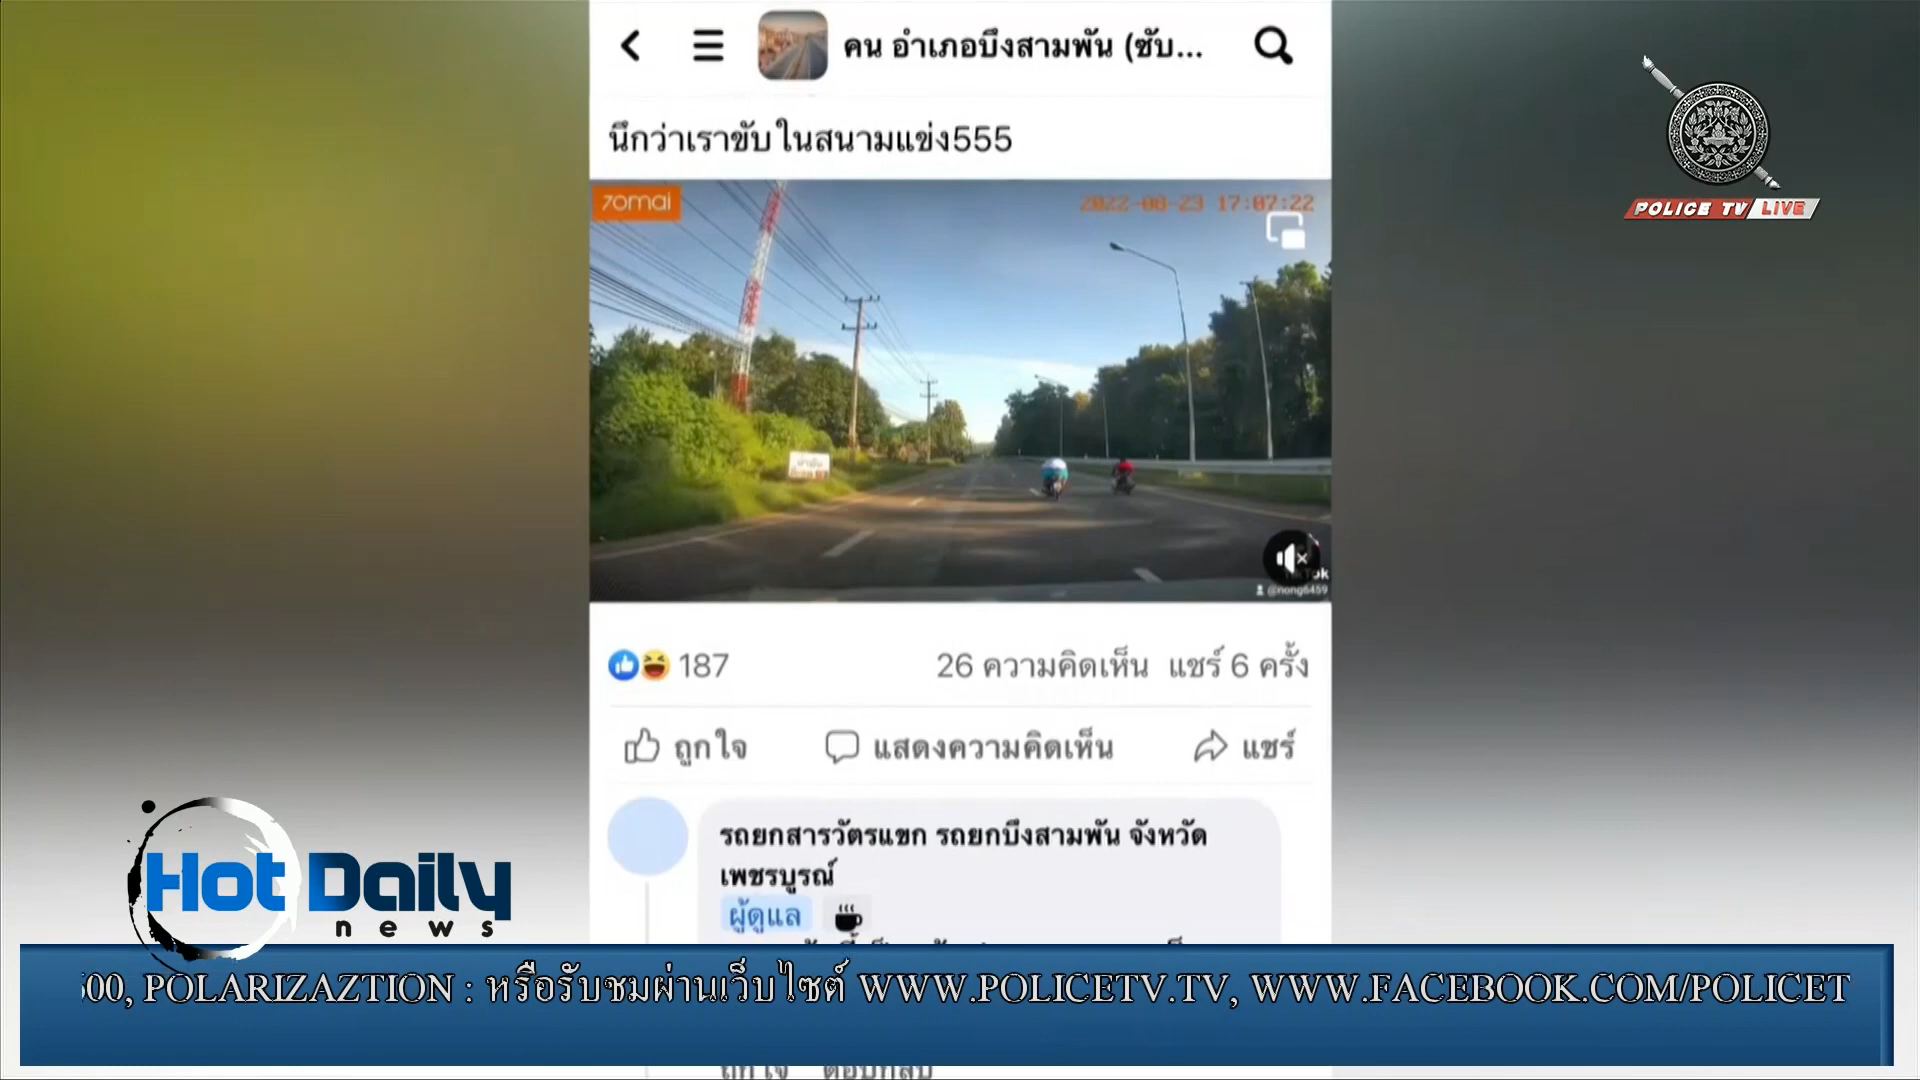 คน อำเภอบึงสามพัน (ซับ...
POLICE TV LIVE
นึกว่าเราขับ ในสนามแข่ง555
70mai
2022-08-23 17:07:22
@nong6459
187
26 ความคิดเห็น แชร์ 6 ครั้ง
ถูกใจ
แสดงความคิดเห็น
แชร์
รถยกสารวัตรแขก รถยกบึงสามพัน จังหวัด
เพชรบูรณ์
ผู้ดูแล
Hot Daily
news
500, POLARIZAZTION : หรือรับชมผ่านเว็บไซต์ WWW.POLICETV.TV, WWW.FACEBOOK.COM/POLICET